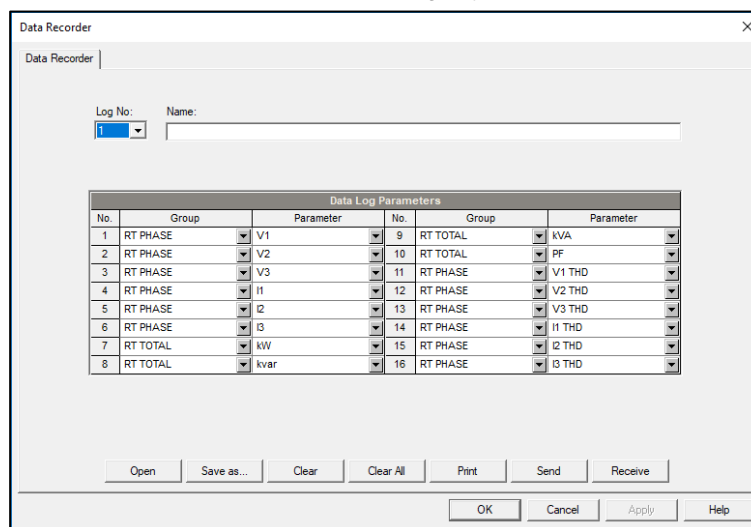 Data Recorder
Data Recorder
Log No: Name:
1
Data Log Parameters
No. Group Parameter No. Group Parameter
1 RT PHASE V1 9 RT TOTAL kVA
2 RT PHASE V2 10 RT TOTAL PF
3 RT PHASE V3 11 RT PHASE V1 THD
4 RT PHASE I1 12 RT PHASE V2 THD
5 RT PHASE I2 13 RT PHASE V3 THD
6 RT PHASE I3 14 RT PHASE I1 THD
7 RT TOTAL kW 15 RT PHASE I2 THD
8 RT TOTAL kvar 16 RT PHASE I3 THD
Open Save as... Clear Clear All Print Send Receive
OK Cancel Apply Help